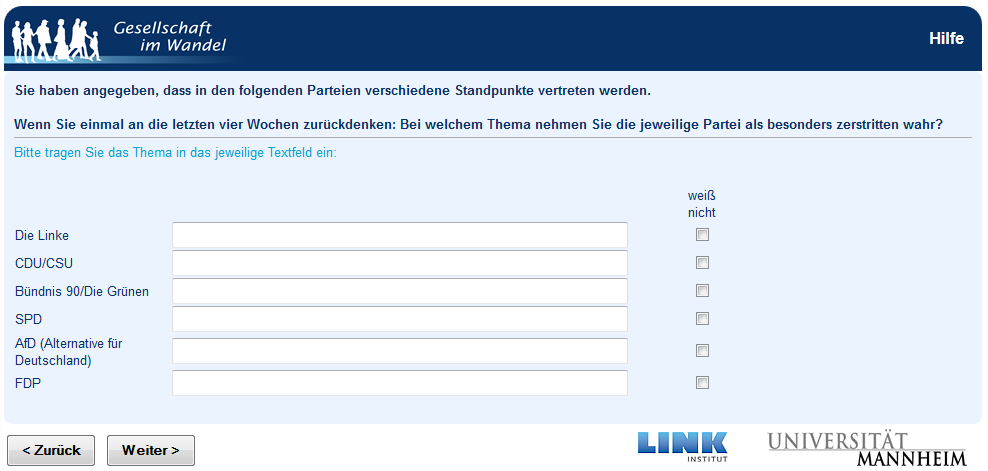 Gesellschaft
im Wandel
Hilfe
Sie haben angegeben, dass in den folgenden Parteien verschiedene Standpunkte vertreten werden.
Wenn Sie einmal an die letzten vier Wochen zurückdenken: Bei welchem Thema nehmen Sie die jeweilige Partei als besonders zerstritten wahr?
Bitte tragen Sie das Thema in das jeweilige Textfeld ein:
weiß
nicht
Die Linke
CDU/CSU
Bündnis 90/Die Grünen
SPD
AfD (Alternative für
Deutschland)
FDP
< Zurück
Weiter >
LINK
INSTITUT
UNIVERSITÄT
MANNHEIM